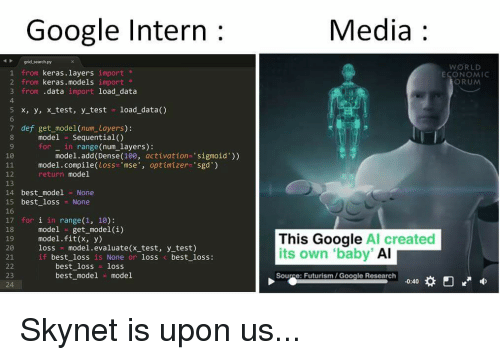 Google Intern :
Media :
grid_search.py
1 from keras.layers import *
2 from keras.models import *
3 from .data import load_data
4
5 x, y, x_test, y_test = load_data()
6
7 def get_model(num_layers):
8 model = Sequential()
9 for _ in range(num_layers):
10 model.add(Dense(100, activation='sigmoid'))
11 model.compile(loss='mse', optimizer='sgd')
12 return model
13
14 best_model = None
15 best_loss = None
16
17 for i in range(1, 10):
18 model = get_model(i)
19 model.fit(x, y)
20 loss = model.evaluate(x_test, y_test)
21 if best_loss is None or loss < best_loss:
22 best_loss = loss
23 best_model = model
24
WORLD
ECONOMIC
FORUM
This Google AI created
its own 'baby' AI
Source: Futurism / Google Research
-0:40
Skynet is upon us...